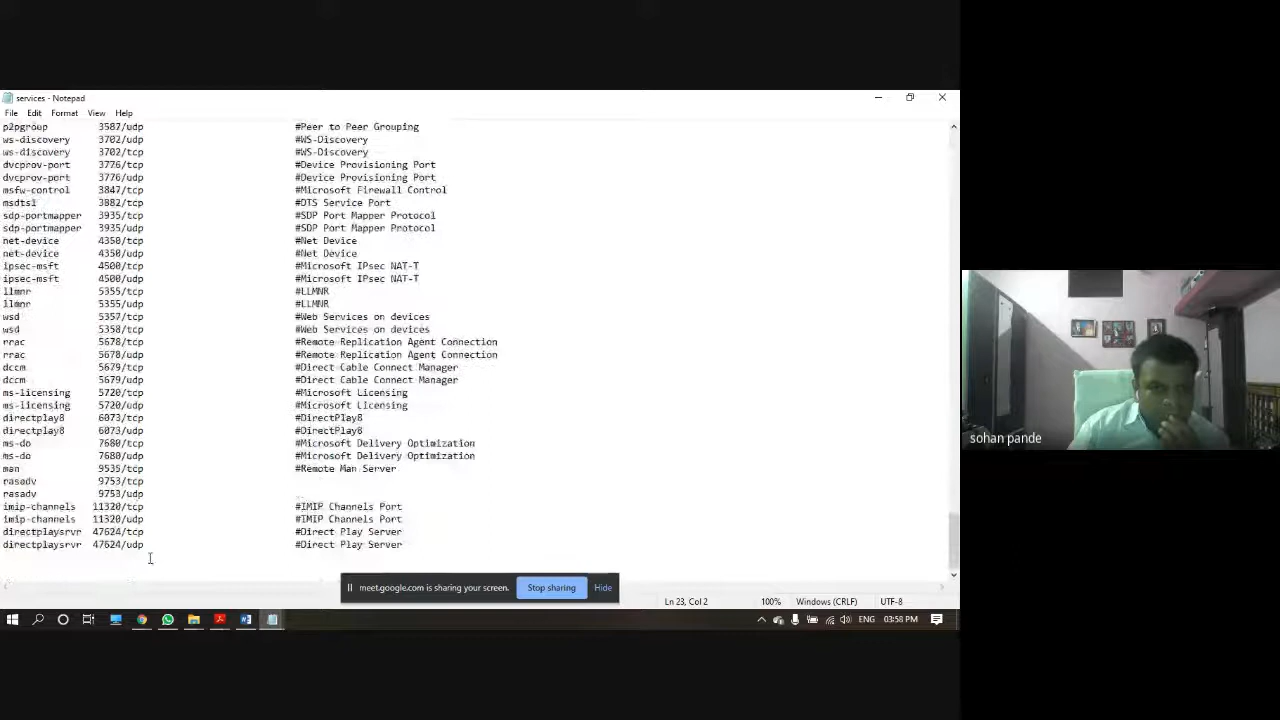 services - Notepad
File Edit Format View Help
p2pgroup 3587/udp #Peer to Peer Grouping
ws-discovery 3702/udp #WS-Discovery
ws-discovery 3702/tcp #WS-Discovery
dvcprov-port 3776/tcp #Device Provisioning Port
dvcprov-port 3776/udp #Device Provisioning Port
msfw-control 3847/tcp #Microsoft Firewall Control
msdts1 3882/tcp #DTS Service Port
sdp-portmapper 3935/tcp #SDP Port Mapper Protocol
sdp-portmapper 3935/udp #SDP Port Mapper Protocol
net-device 4350/tcp #Net Device
net-device 4350/udp #Net Device
ipsec-msft 4500/tcp #Microsoft IPsec NAT-T
ipsec-msft 4500/udp #Microsoft IPsec NAT-T
llmnr 5355/tcp #LLMNR
llmnr 5355/udp #LLMNR
wsd 5357/tcp #Web Services on devices
wsd 5358/tcp #Web Services on devices
rrac 5678/tcp #Remote Replication Agent Connection
rrac 5678/udp #Remote Replication Agent Connection
dccm 5679/tcp #Direct Cable Connect Manager
dccm 5679/udp #Direct Cable Connect Manager
ms-licensing 5720/tcp #Microsoft Licensing
ms-licensing 5720/udp #Microsoft Licensing
directplay8 6073/tcp #DirectPlay8
directplay8 6073/udp #DirectPlay8
ms-do 7680/tcp #Microsoft Delivery Optimization
ms-do 7680/udp #Microsoft Delivery Optimization
man 9535/tcp #Remote Man Server
rasadv 9753/tcp
rasadv 9753/udp
imip-channels 11320/tcp #IMIP Channels Port
imip-channels 11320/udp #IMIP Channels Port
directplaysrvr 47624/tcp #Direct Play Server
directplaysrvr 47624/udp #Direct Play Server
meet.google.com is sharing your screen. Stop sharing Hide
Ln 23, Col 2 100% Windows (CRLF) UTF-8
ENG 03:58 PM
sohan pande